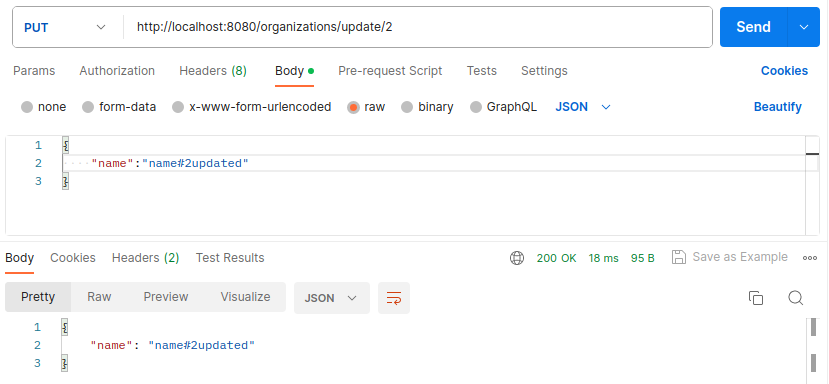 PUT http://localhost:8080/organizations/update/2 Send
Params Authorization Headers (8) Body Pre-request Script Tests Settings Cookies
none form-data x-www-form-urlencoded raw binary GraphQL JSON Beautify
1 {
2 "name":"name#2updated"
3 }
Body Cookies Headers (2) Test Results 200 OK 18 ms 95 B Save as Example
Pretty Raw Preview Visualize JSON
1 {
2 "name": "name#2updated"
3 }